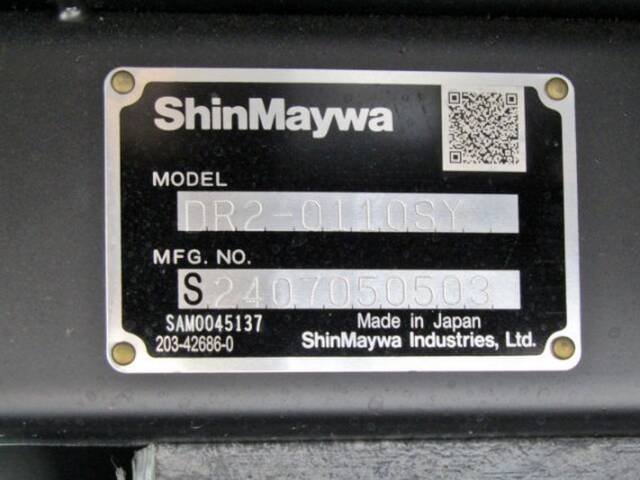 ShinMaywa
MODEL
DR2-0110SY
MFG. NO.
S2407050503
SAM0045137
Made in Japan
203-42686-0
ShinMaywa Industries, Ltd.